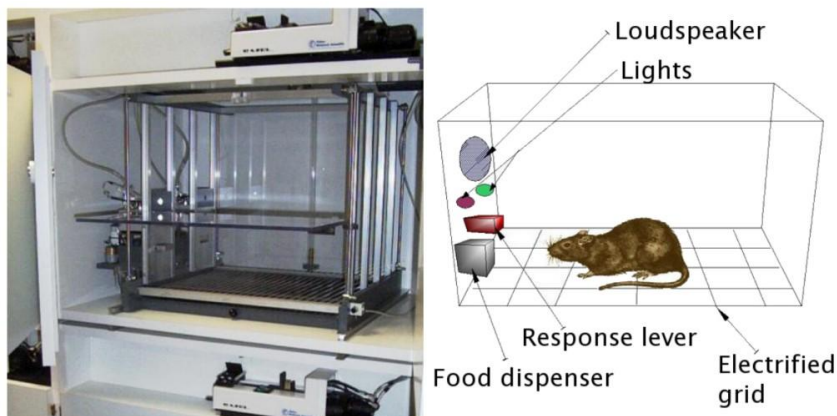 Loudspeaker
Lights
Response lever
Food dispenser
Electrified
grid